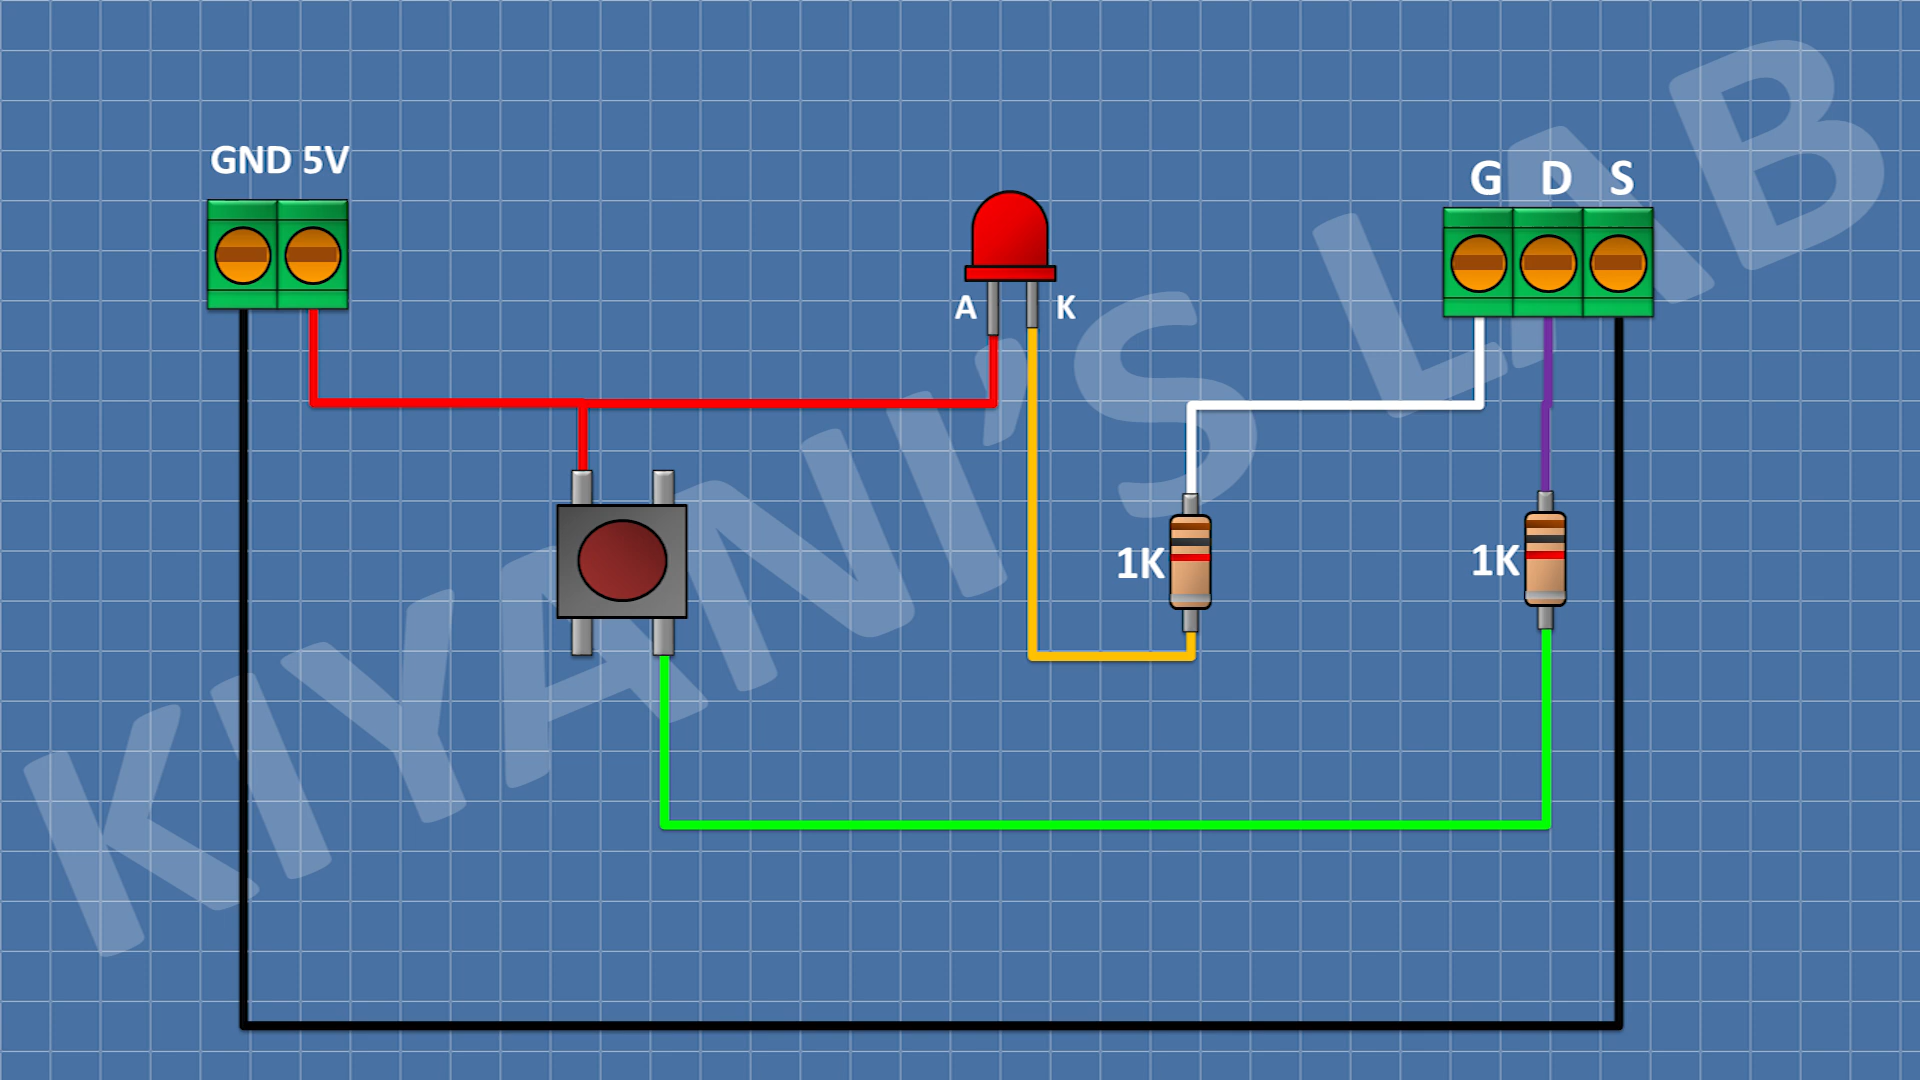 GND 5V
G D S
A K
1K 1K
KIYANI'S LAB